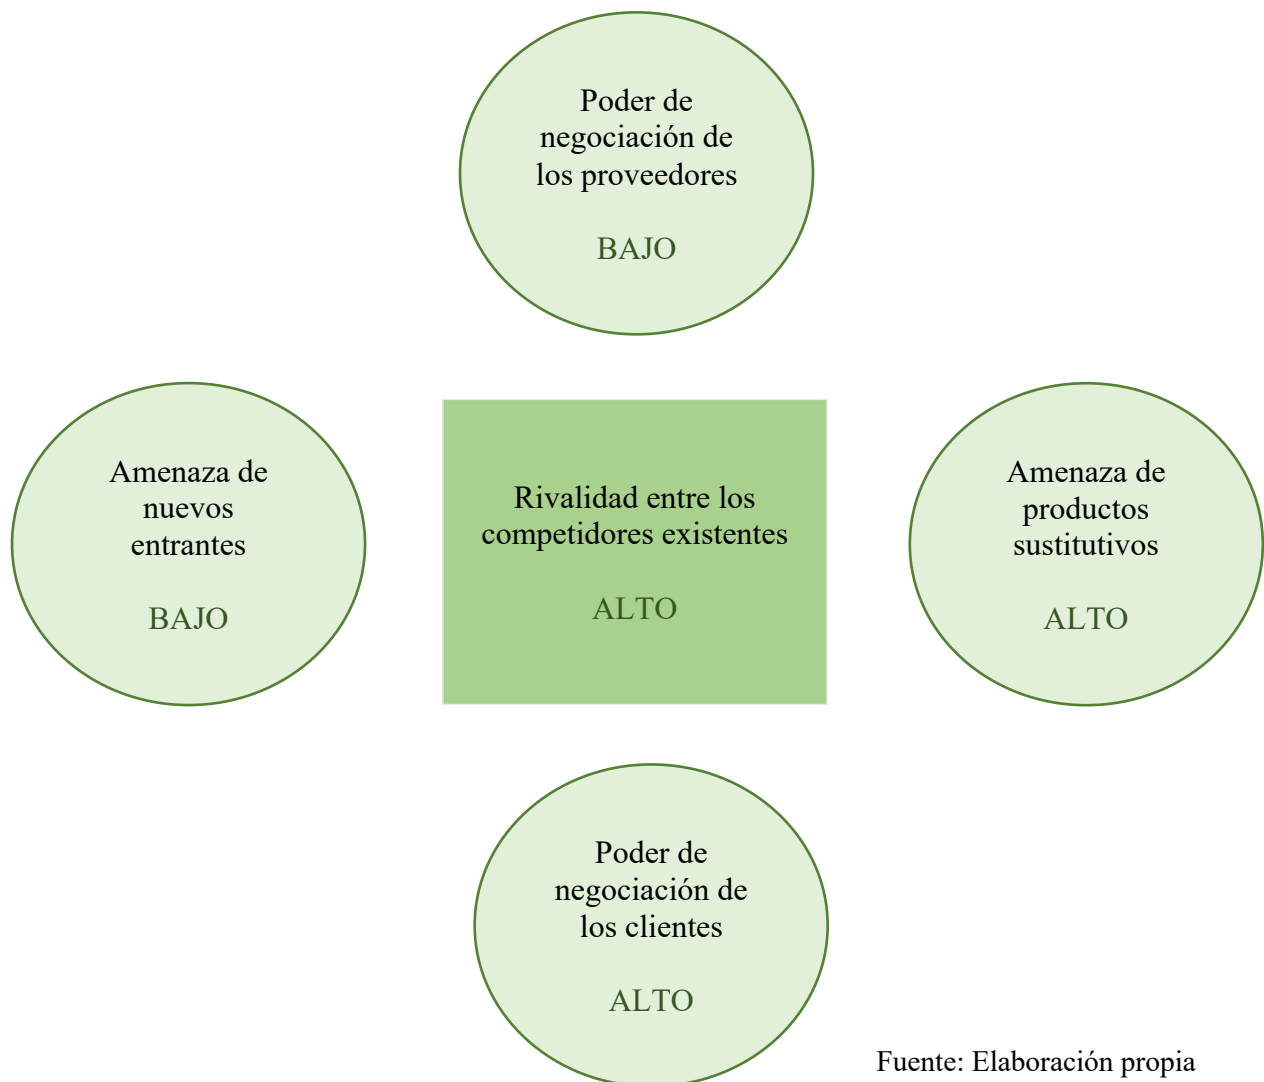 Poder de
negociación de
los proveedores
BAJO
Amenaza de
nuevos
entrantes
BAJO
Rivalidad entre los
competidores existentes
ALTO
Amenaza de
productos
sustitutivos
ALTO
Poder de
negociación de
los clientes
ALTO
Fuente: Elaboración propia